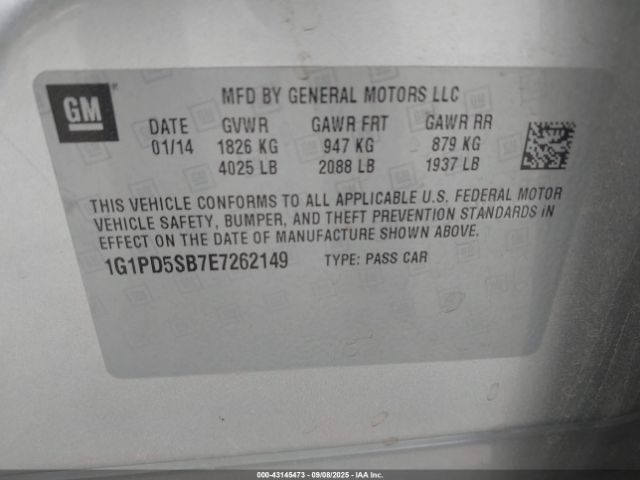 GM
MFD BY GENERAL MOTORS LLC
DATE GVWR GAWR FRT GAWR RR
01/14 1826 KG 947 KG 879 KG
4025 LB 2088 LB 1937 LB
THIS VEHICLE CONFORMS TO ALL APPLICABLE U.S. FEDERAL MOTOR
VEHICLE SAFETY, BUMPER, AND THEFT PREVENTION STANDARDS IN
EFFECT ON THE DATE OF MANUFACTURE SHOWN ABOVE.
1G1PD5SB7E7262149 TYPE: PASS CAR
000-43145473 - 09/08/2025 - IAA Inc.